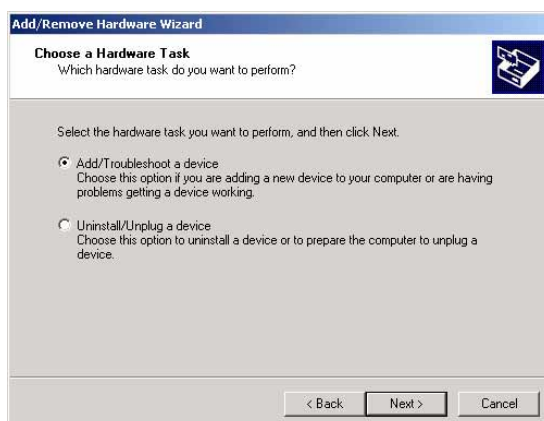 Add/Remove Hardware Wizard
Choose a Hardware Task
Which hardware task do you want to perform?
Select the hardware task you want to perform, and then click Next.
Add/Troubleshoot a device
Choose this option if you are adding a new device to your computer or are having
problems getting a device working.
Uninstall/Unplug a device
Choose this option to uninstall a device or to prepare the computer to unplug a
device.
< Back Next > Cancel